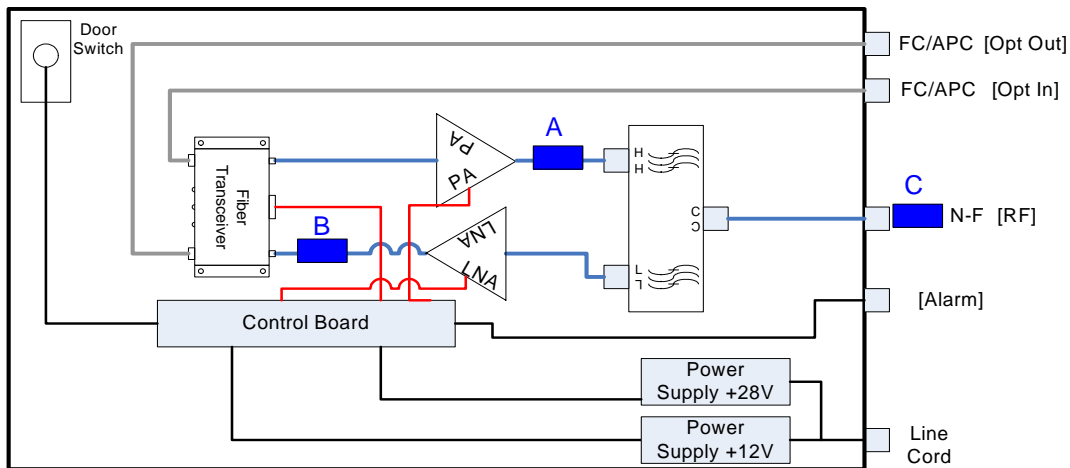 Door
Switch
FC/APC [Opt Out]
FC/APC [Opt In]
PA
PA
A
H
H
Fiber
Transceiver
C
C
C
N-F [RF]
B
LNA
LNA
L
L
[Alarm]
Control Board
Power
Supply +28V
Power
Supply +12V
Line
Cord